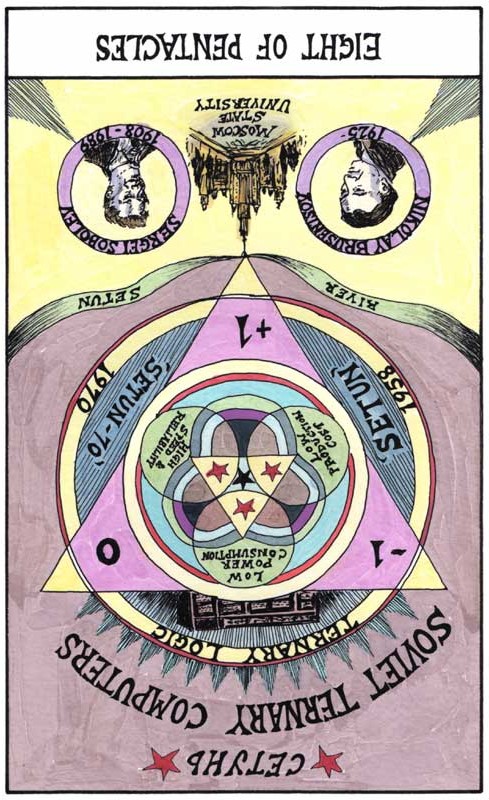 СЕТУНЬ
SOVIET TERNARY COMPUTERS
TERNARY LOGIC
-1
0
LOW
POWER
CONSUMPTION
LOW
PRODUCTION
COST
HIGH
SPEED &
RELIABILITY
'SETUN'
1958
'SETUN-70'
1970
+1
RIVER
SETUN
NIKOLAY BRUSENTSOV
1925-
SERGEI SOBOLEV
1908-1989
MOSCOW
STATE
UNIVERSITY
EIGHT OF PENTACLES